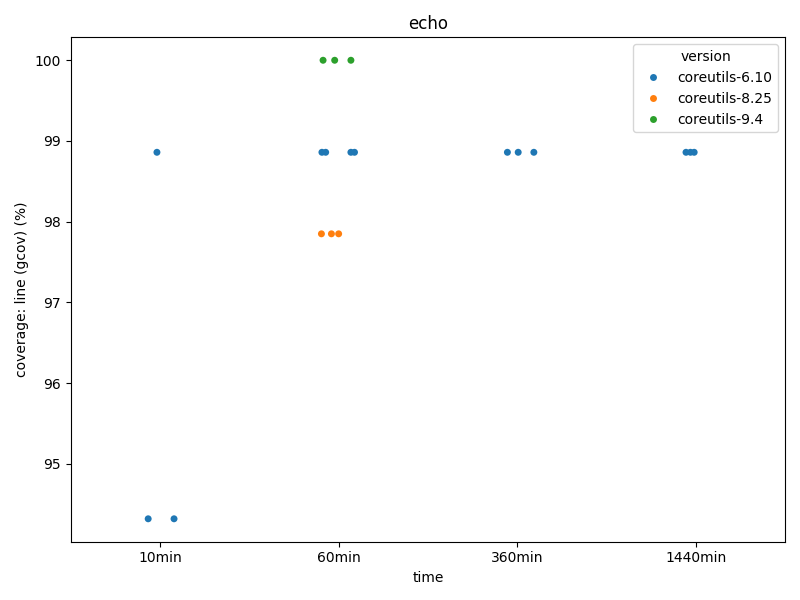 echo
version
coreutils-6.10
coreutils-8.25
coreutils-9.4
100
99
98
97
96
95
coverage: line (gcov) (%)
10min
60min
360min
1440min
time